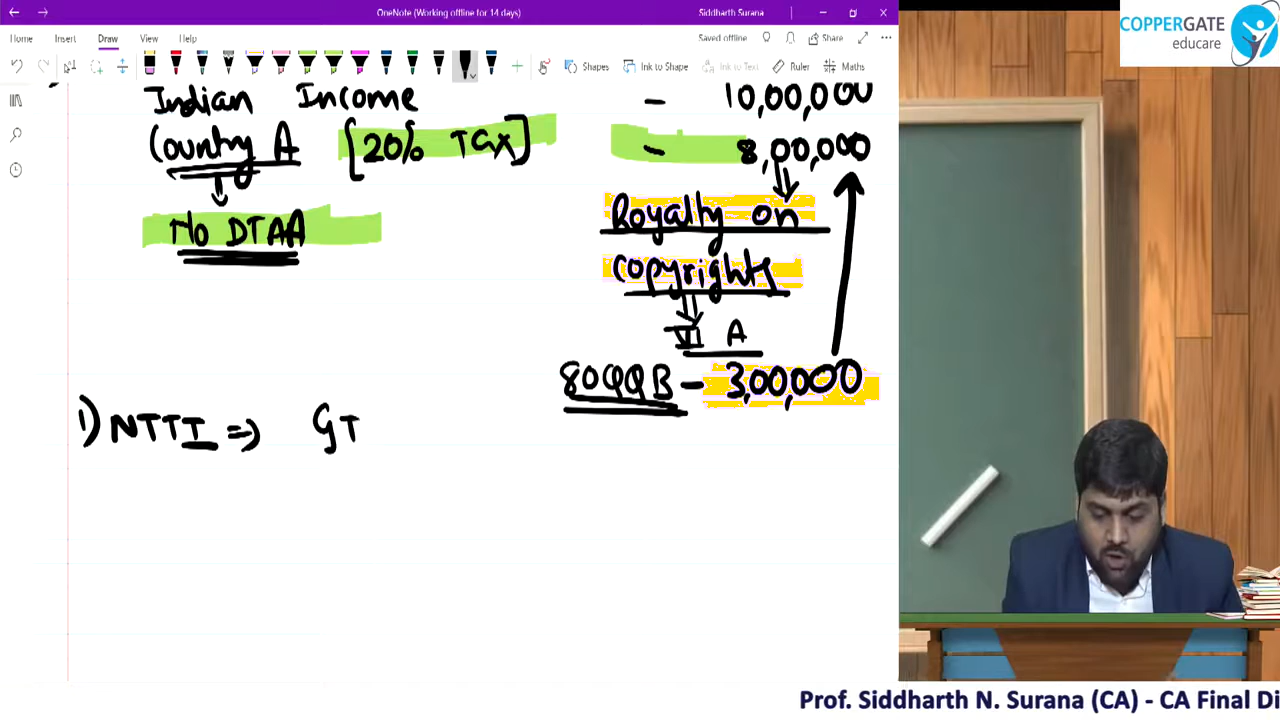 OneNote (Working offline for 14 days)
Siddharth Surana
COPPERGATE
educare
Home Insert Draw View Help
Saved offline
Share
Shapes
Ink to Shape
Ink to Text
Ruler
Maths
Indian Income - 10,00,000
Country A [20% Tax] - 8,00,000
No DTAA
Royalty on
copyrights
VI A
80QQB - 3,00,000
1) NTTI => GT
Prof. Siddharth N. Surana (CA) - CA Final Di